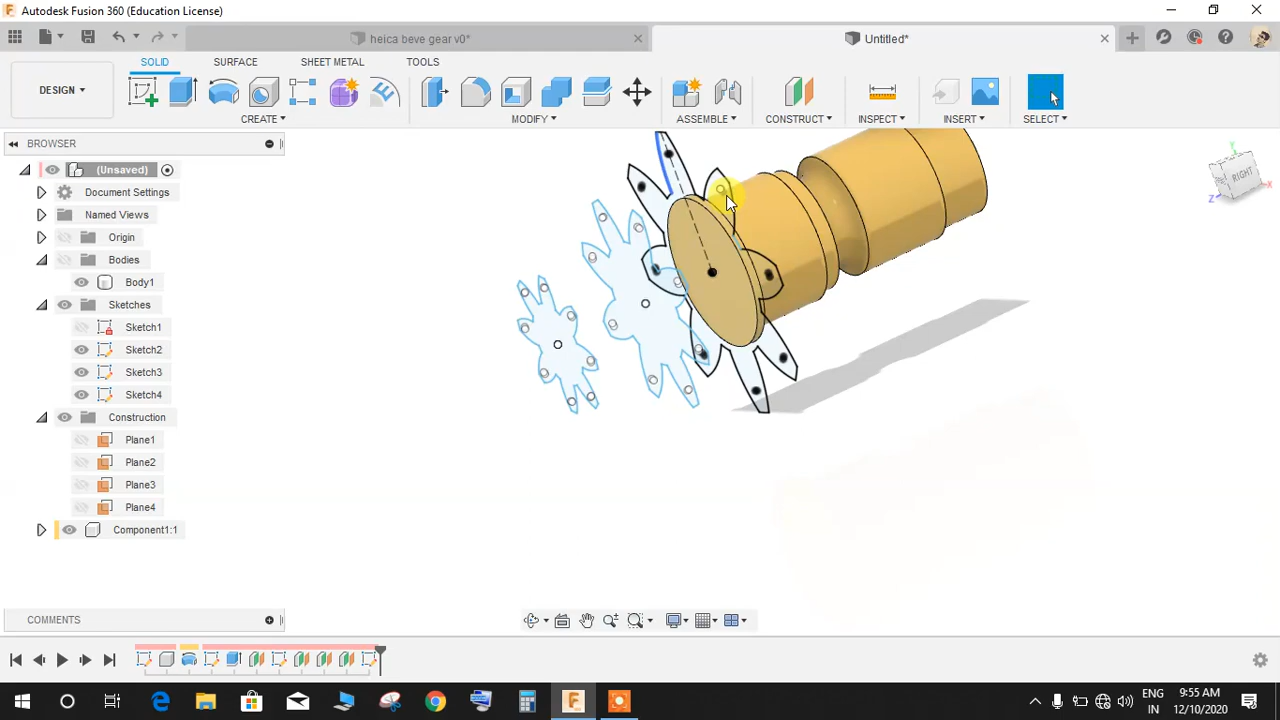 Autodesk Fusion 360 (Education License)
heica beve gear v0*
Untitled*
SOLID
SURFACE
SHEET METAL
TOOLS
DESIGN
CREATE
MODIFY
ASSEMBLE
CONSTRUCT
INSPECT
INSERT
SELECT
BROWSER
(Unsaved)
Document Settings
Named Views
Origin
Bodies
Body1
Sketches
Sketch1
Sketch2
Sketch3
Sketch4
Construction
Plane1
Plane2
Plane3
Plane4
Component1:1
RIGHT
Y
X
Z
COMMENTS
ENG
IN
9:55 AM
12/10/2020